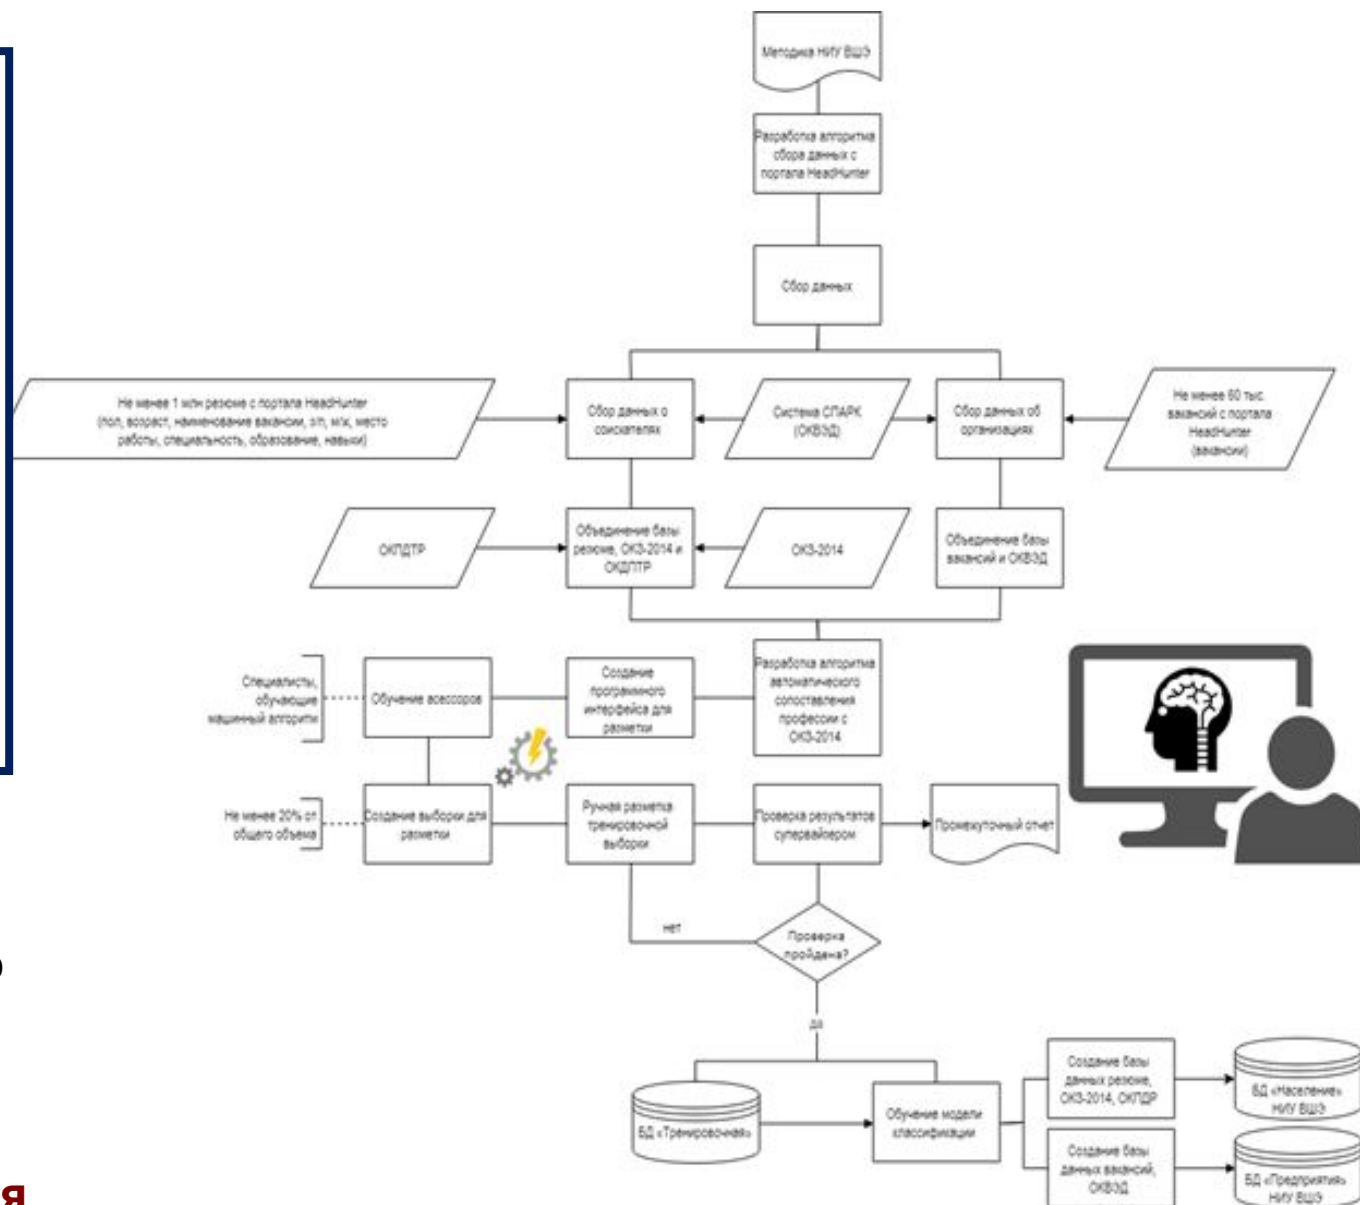 Методика НИУ ВШЭ
Разработка алгоритма
сбора данных с
портала HeadHunter
Сбор данных
Не менее 1 млн резюме с портала HeadHunter
(пол, возраст, наименование вакансии, з/п, м/ж, место
работы, специальность, образование, навыки)
Сбор данных о
соискателях
Система СПАРК
(ОКВЭД)
Сбор данных об
организациях
Не менее 60 тыс.
вакансий с портала
HeadHunter
(вакансии)
ОКПДТР
Объединение базы
резюме, ОКЗ-2014 и
ОКДПТР
ОКЗ-2014
Объединение базы
вакансий и ОКВЭД
Специалисты,
обучающие
машинный алгоритм
Обучение асессоров
Создание
программного
интерфейса для
разметки
Разработка алгоритма
автоматического
сопоставления
профессии с
ОКЗ-2014
Не менее 20% от
общего объема
Создание выборки для
разметки
Ручная разметка
тренировочной
выборки
Проверка результатов
супервайзером
Промежуточный отчет
нет
Проверка
пройдена?
да
БД «Тренировочная»
Обучение модели
классификации
Создание базы
данных резюме,
ОКЗ-2014, ОКПДР
БД «Население»
НИУ ВШЭ
Создание базы
данных вакансий,
ОКВЭД
БД «Предприятия»
НИУ ВШЭ
я